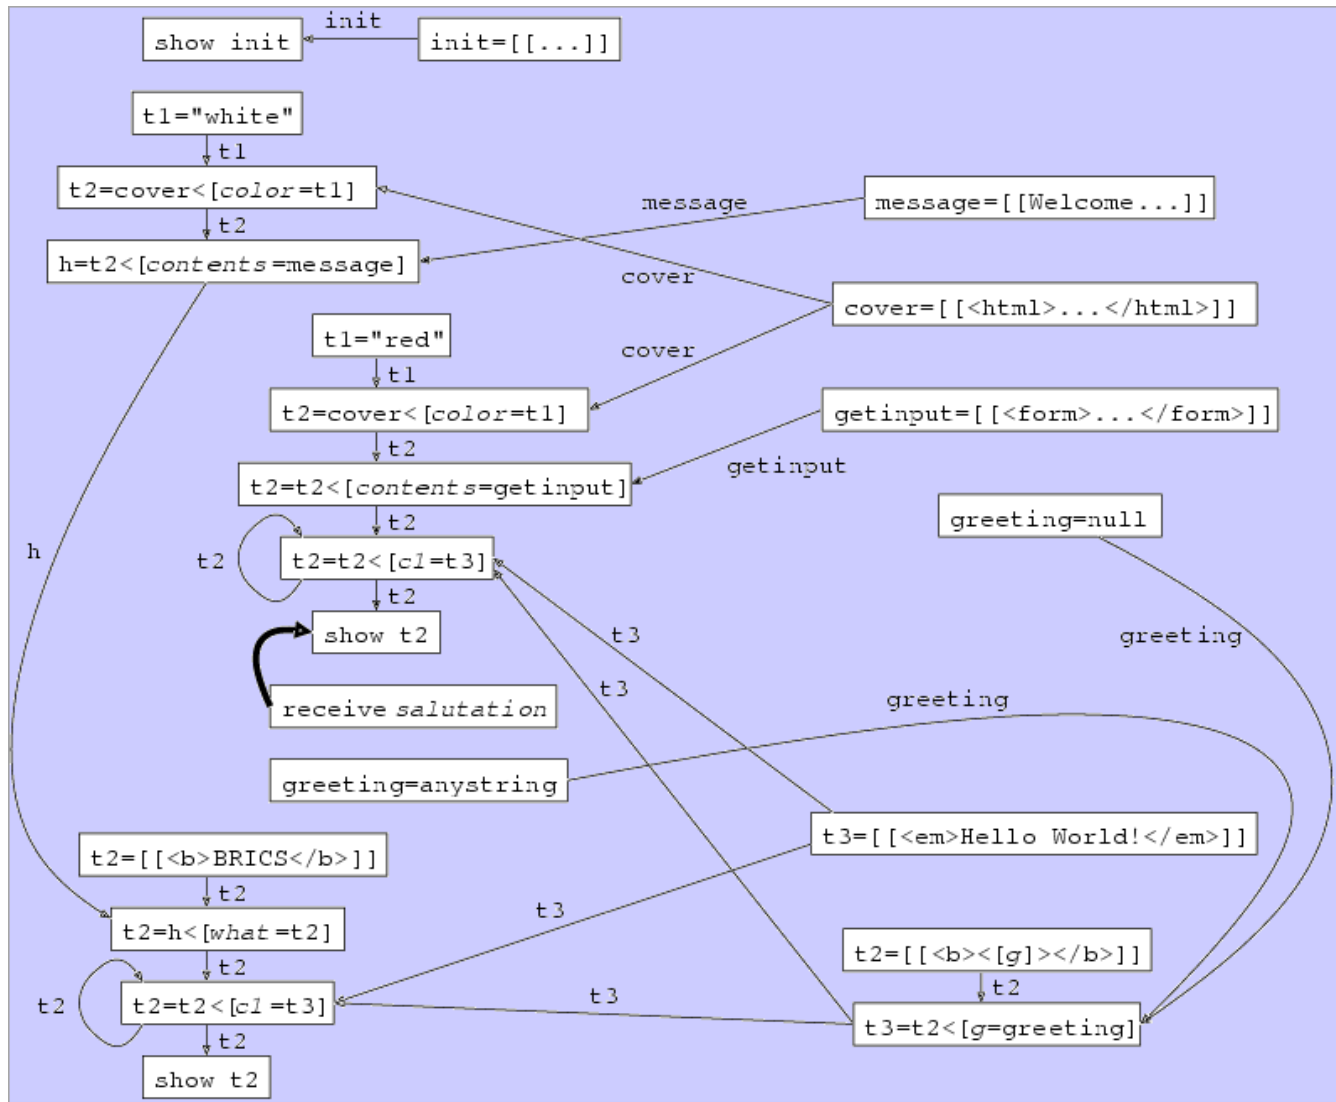 init
show init
init=[[...]]
t1="white"
t1
t2=cover<[color=t1]
message
message=[[Welcome...]]
t2
h=t2<[contents=message]
cover
cover=[[<html>...</html>]]
t1="red"
cover
t1
t2=cover<[color=t1]
getinput=[[<form>...</form>]]
t2
getinput
t2=t2<[contents=getinput]
greeting=null
t2
h
t2
t2=t2<[cl=t3]
t2
show t2
t3
greeting
t3
receive salutation
greeting
greeting=anystring
t3=[[<em>Hello World!</em>]]
t2=[[<b>BRICS</b>]]
t2
t3
t2=h<[what=t2]
t2=[[<b><[g]></b>]]
t2
t2
t2
t2=t2<[cl=t3]
t3
t3=t2<[g=greeting]
t2
show t2